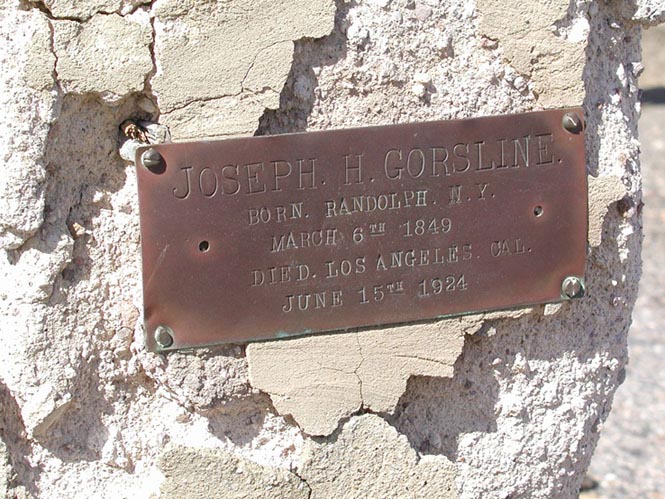 JOSEPH. H. GORSLINE.
BORN. RANDOLPH. N.Y.
MARCH 6TH 1849
DIED. LOS ANGELES. CAL.
JUNE 15TH 1924